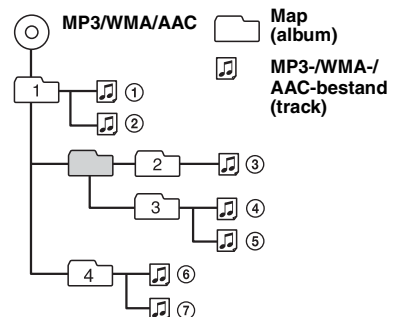 MP3/WMA/AAC
Map
(album)
MP3-/WMA-/
AAC-bestand
(track)
1
①
②
2
③
3
④
⑤
4
⑥
⑦